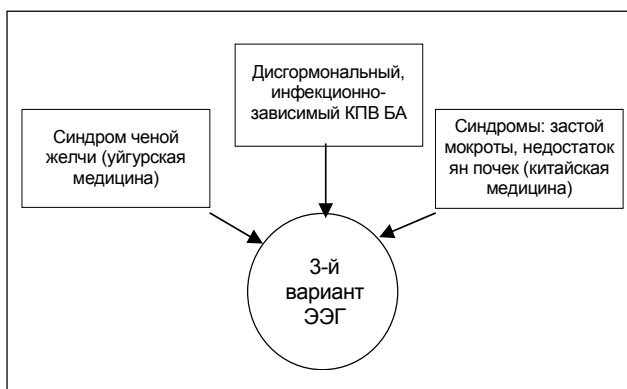 Синдром ченой
желчи (уйгурская
медицина)
Дисгормональный,
инфекционно-
зависимый КПВ БА
Синдромы: застой
мокроты, недостаток
ян почек (китайская
медицина)
3-й
вариант
ЭЭГ